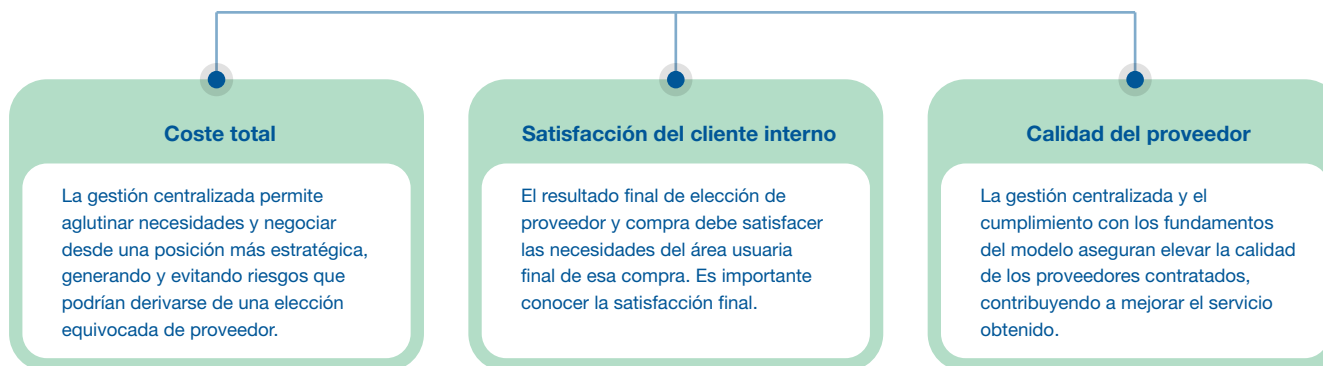 Coste total
La gestión centralizada permite
aglutinar necesidades y negociar
desde una posición más estratégica,
generando y evitando riesgos que
podrían derivarse de una elección
equivocada de proveedor.
Satisfacción del cliente interno
El resultado final de elección de
proveedor y compra debe satisfacer
las necesidades del área usuaria
final de esa compra. Es importante
conocer la satisfacción final.
Calidad del proveedor
La gestión centralizada y el
cumplimiento con los fundamentos
del modelo aseguran elevar la calidad
de los proveedores contratados,
contribuyendo a mejorar el servicio
obtenido.